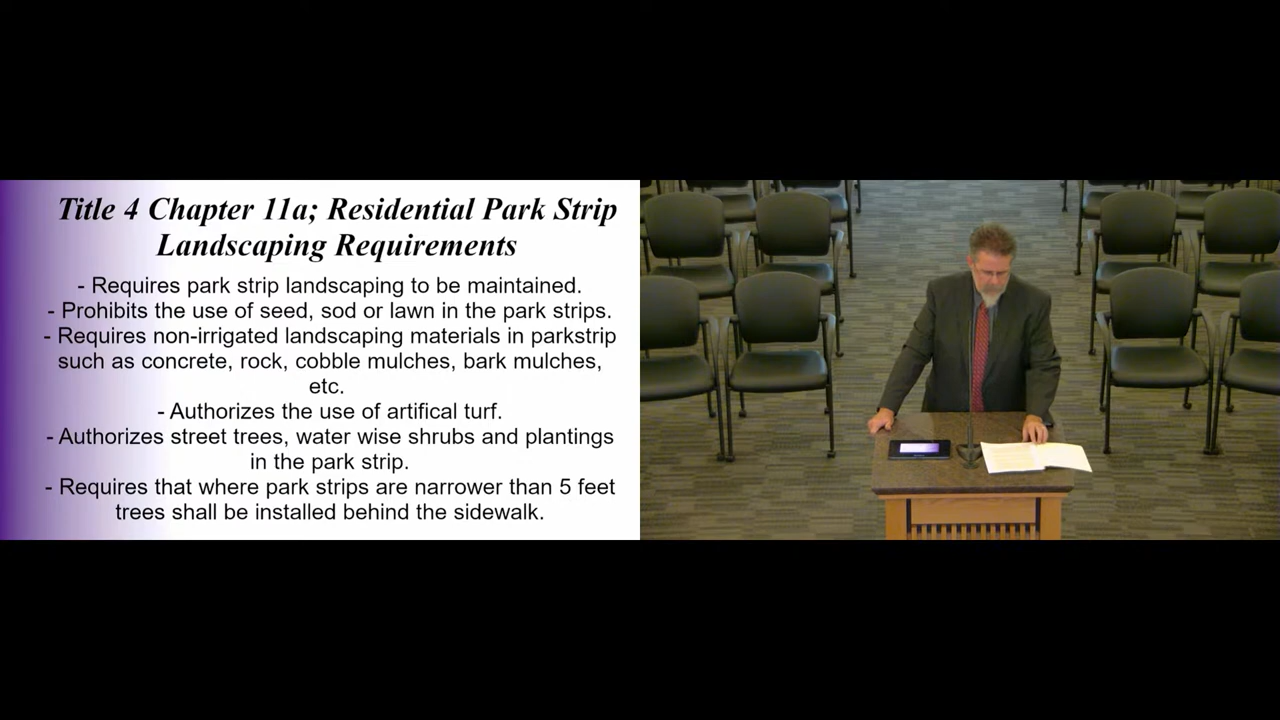 Title 4 Chapter 11a; Residential Park Strip
Landscaping Requirements
- Requires park strip landscaping to be maintained.
- Prohibits the use of seed, sod or lawn in the park strips.
- Requires non-irrigated landscaping materials in parkstrip
such as concrete, rock, cobble mulches, bark mulches,
etc.
- Authorizes the use of artifical turf.
- Authorizes street trees, water wise shrubs and plantings
in the park strip.
- Requires that where park strips are narrower than 5 feet
trees shall be installed behind the sidewalk.